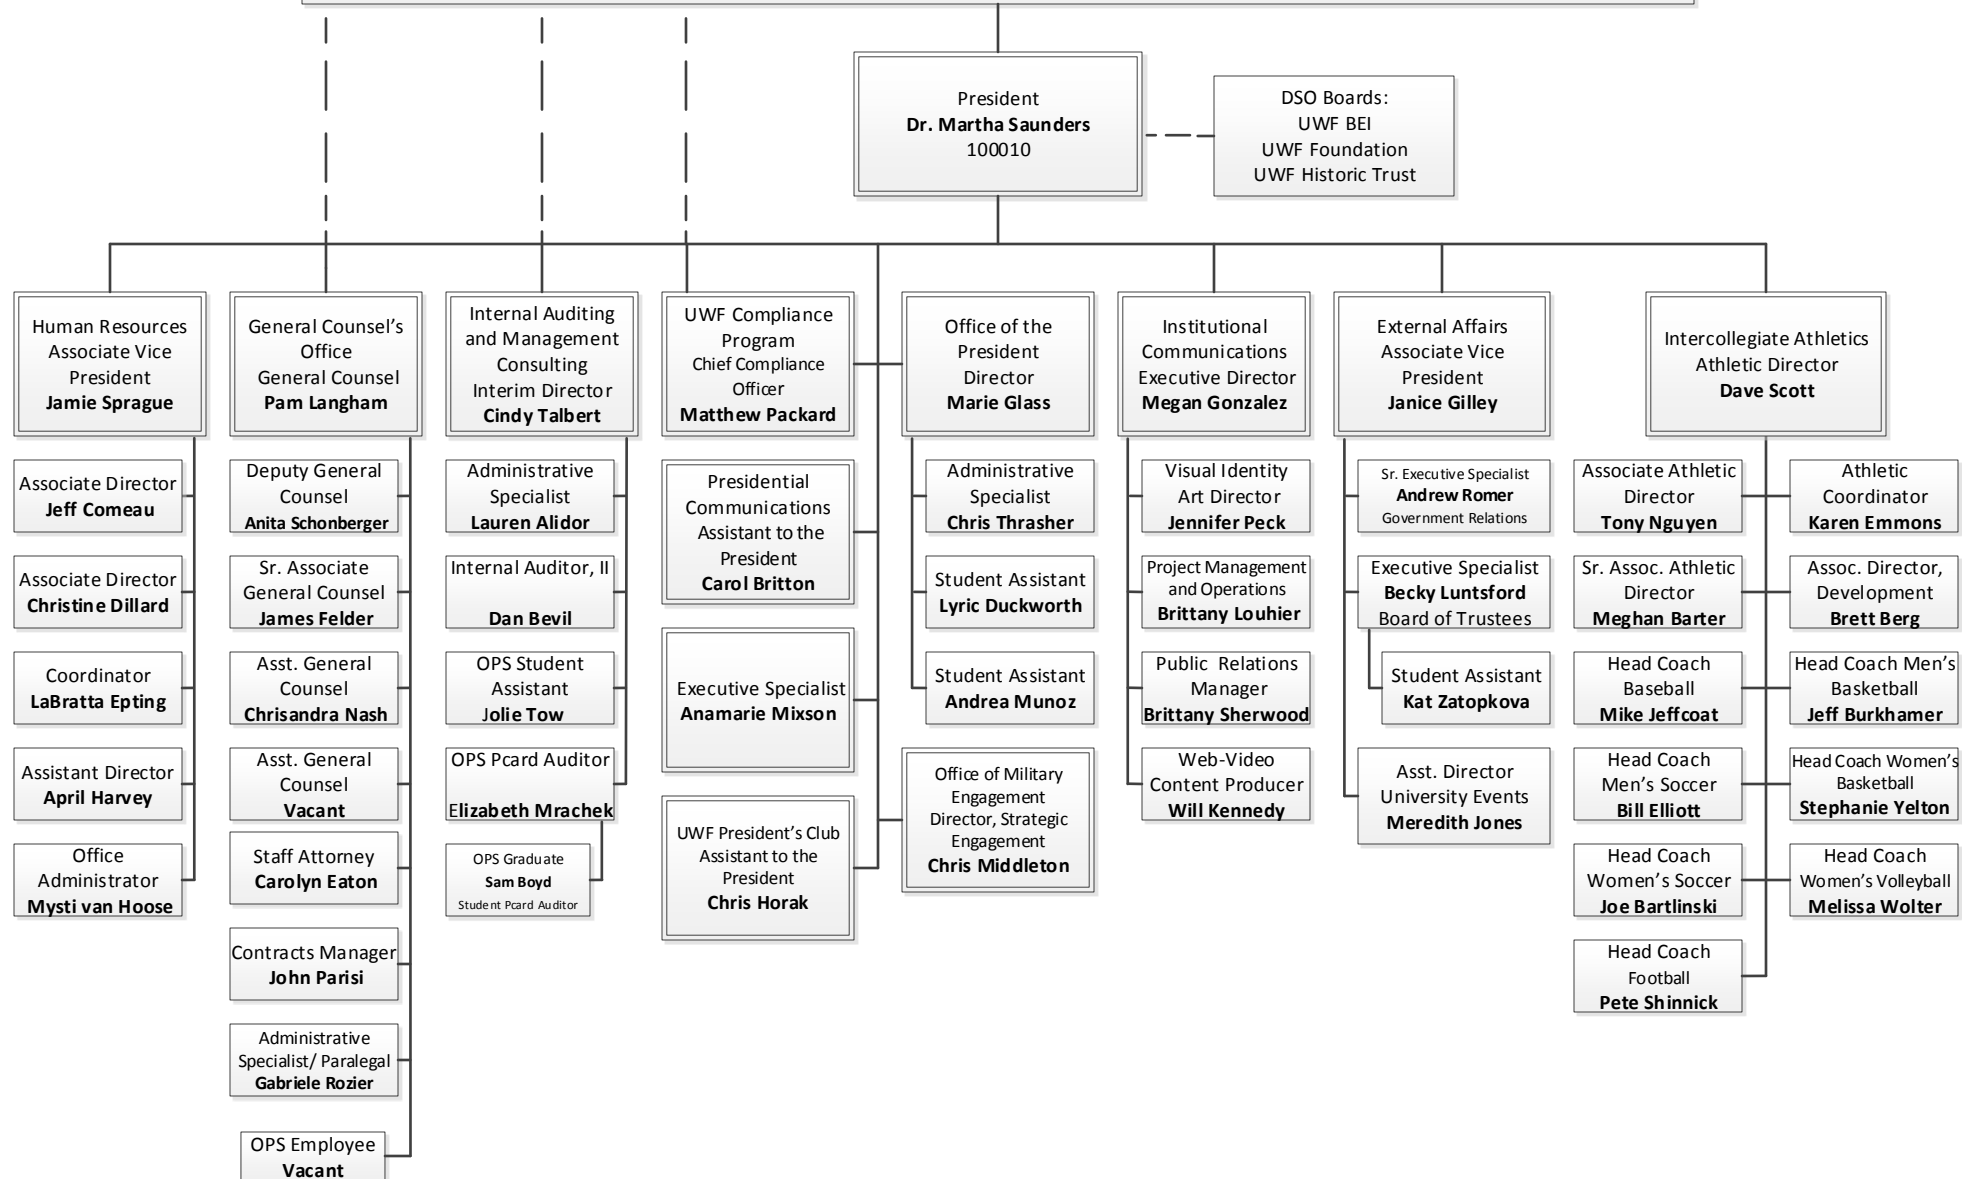 President
Dr. Martha Saunders
100010
DSO Boards:
UWF BEI
UWF Foundation
UWF Historic Trust
Human Resources
Associate Vice
President
Jamie Sprague
General Counsel's
Office
General Counsel
Pam Langham
Internal Auditing
and Management
Consulting
Interim Director
Cindy Talbert
UWF Compliance
Program
Chief Compliance
Officer
Matthew Packard
Office of the
President
Director
Marie Glass
Institutional
Communications
Executive Director
Megan Gonzalez
External Affairs
Associate Vice
President
Janice Gilley
Intercollegiate Athletics
Athletic Director
Dave Scott
Associate Director
Jeff Comeau
Associate Director
Christine Dillard
Coordinator
LaBratta Epting
Assistant Director
April Harvey
Office
Administrator
Mysti van Hoose
Deputy General
Counsel
Anita Schonberger
Sr. Associate
General Counsel
James Felder
Asst. General
Counsel
Chrisandra Nash
Asst. General
Counsel
Vacant
Staff Attorney
Carolyn Eaton
Contracts Manager
John Parisi
Administrative
Specialist/ Paralegal
Gabriele Rozier
OPS Employee
Vacant
Administrative
Specialist
Lauren Alidor
Internal Auditor, II
Dan Bevil
OPS Student
Assistant
Jolie Tow
OPS Pcard Auditor
Elizabeth Mrachek
OPS Graduate
Sam Boyd
Student Pcard Auditor
Presidential
Communications
Assistant to the
President
Carol Britton
Executive Specialist
Anamarie Mixson
UWF President's Club
Assistant to the
President
Chris Horak
Administrative
Specialist
Chris Thrasher
Student Assistant
Lyric Duckworth
Student Assistant
Andrea Munoz
Office of Military
Engagement
Director, Strategic
Engagement
Chris Middleton
Visual Identity
Art Director
Jennifer Peck
Project Management
and Operations
Brittany Louhier
Public Relations
Manager
Brittany Sherwood
Web-Video
Content Producer
Will Kennedy
Sr. Executive Specialist
Andrew Romer
Government Relations
Executive Specialist
Becky Luntsford
Board of Trustees
Student Assistant
Kat Zatopkova
Asst. Director
University Events
Meredith Jones
Associate Athletic
Director
Tony Nguyen
Sr. Assoc. Athletic
Director
Meghan Barter
Head Coach
Baseball
Mike Jeffcoat
Head Coach
Men's Soccer
Bill Elliott
Head Coach
Women's Soccer
Joe Bartlinski
Head Coach
Football
Pete Shinnick
Athletic
Coordinator
Karen Emmons
Assoc. Director,
Development
Brett Berg
Head Coach Men's
Basketball
Jeff Burkhamer
Head Coach Women's
Basketball
Stephanie Yelton
Head Coach
Women's Volleyball
Melissa Wolter